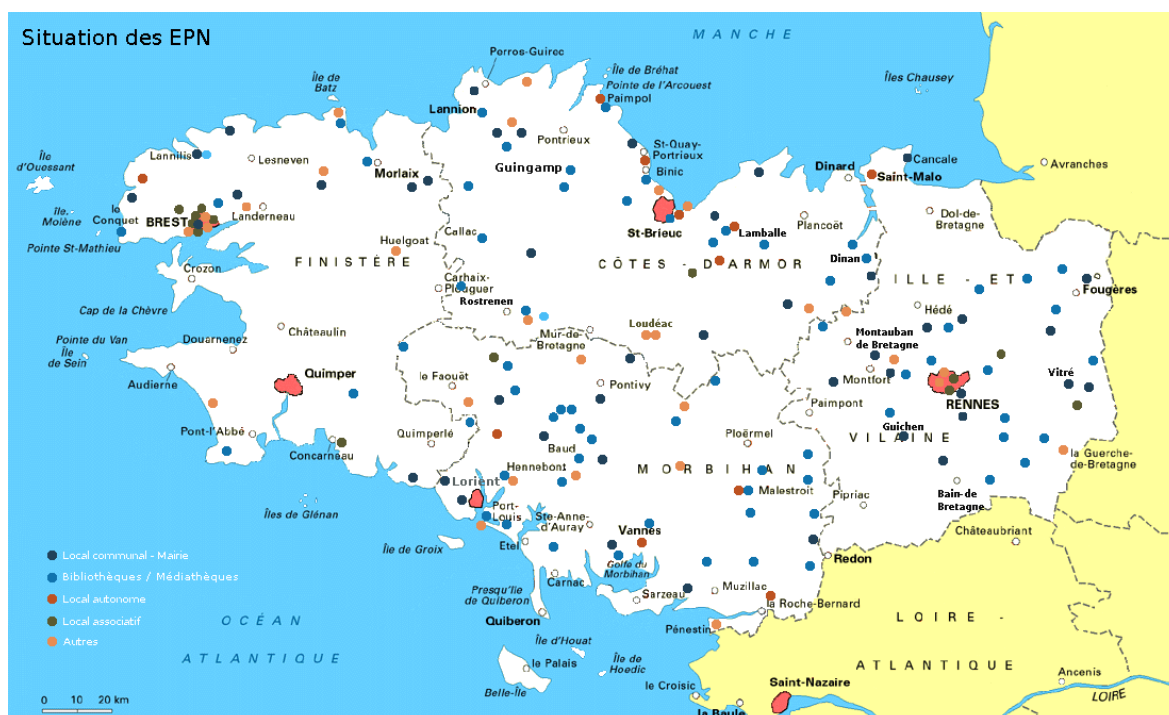 Situation des EPN
MANCHE
Perros-Guirec
Île de Bréhat
Pointe de l'Arcouest
Paimpol
Îles Chausey
Île de
Batz
Lannion
Pontrieux
St-Quay-
Portrieux
Binic
Dinard
Cancale
Saint-Malo
Avranches
Île
d'Ouessant
Lannilis
Lesneven
Morlaix
Guingamp
Île
Molène
le
Conquet
BREST
Landerneau
Pointe St-Mathieu
Callac
St-Brieuc
Lamballe
Plancoët
Dol-de-
Bretagne
Huelgoat
Crozon
FINISTÈRE
CÔTES - D'ARMOR
Dinan
ILLE - ET -
Carhaix-
Plouguer
Rostrenen
Fougères
Cap de la Chèvre
Hédé
Châteaulin
Mur-de-
Bretagne
Loudéac
Montauban
de Bretagne
Pointe du Van
Île
de Sein
Douarnenez
Audierne
Quimper
le Faouët
Pontivy
Montfort
Vitré
RENNES
Paimpont
Pont-l'Abbé
Quimperlé
Concarneau
Baud
Ploërmel
Guichen
VILAINE
la Guerche-
de-Bretagne
Hennebont
MORBIHAN
Lorient
Malestroit
Pipriac
Bain-de
Bretagne
Îles de Glénan
Port-
Louis
Ste-Anne-
d'Auray
Vannes
Châteaubriant
Île de Groix
Etel
Golfe du
Morbihan
Redon
Carnac
Presqu'île
de Quiberon
Sarzeau
Muzillac
la Roche-Bernard
Quiberon
Pénestin
LOIRE -
Local communal - Mairie
Bibliothèques / Médiathèques
Local autonome
Local associatif
Autres
OCÉAN
ATLANTIQUE
Île d'Houat
Île de
Hoedic
le Palais
Belle-Île
ATLANTIQUE
le Croisic
Saint-Nazaire
Ancenis
LOIRE
la Baule
0 10 20 km